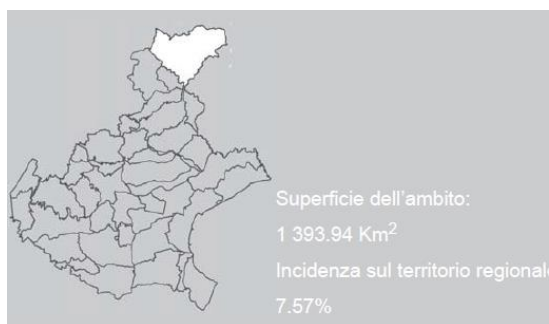 Superficie dell'ambito:
1 393.94 Km²
Incidenza sul territorio regionale
7.57%